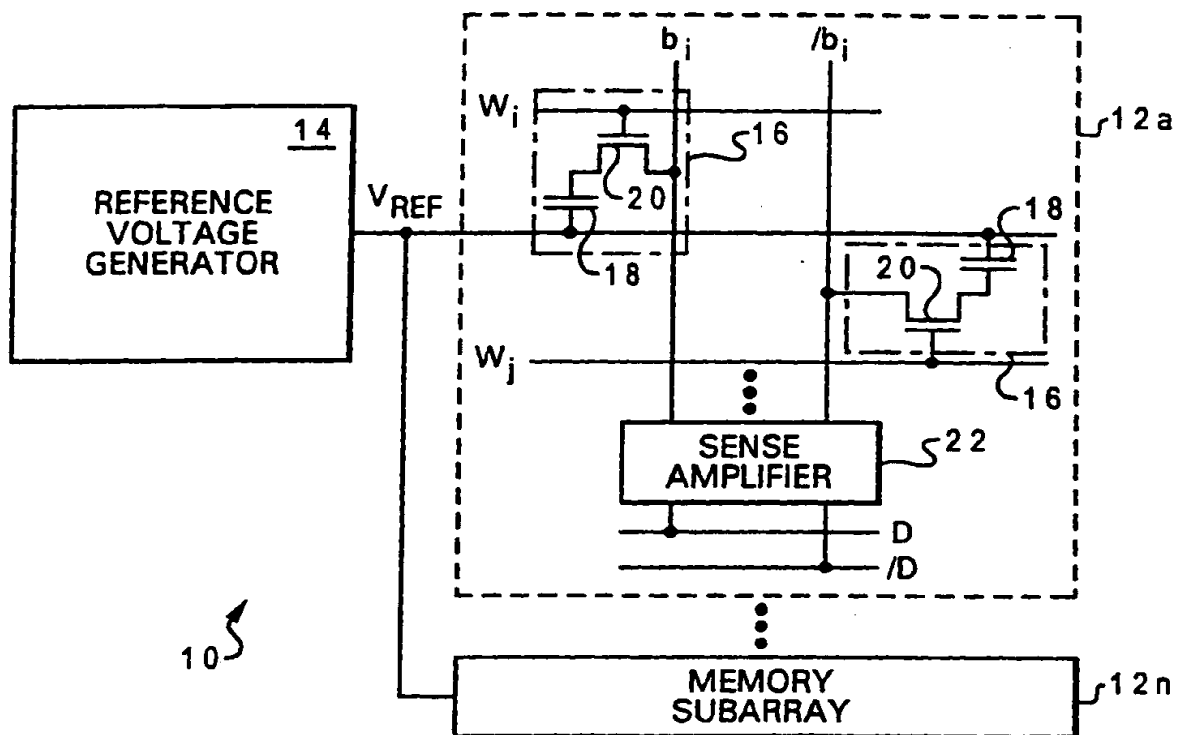 b i /b i
W i
14
REFERENCE
VOLTAGE
GENERATOR
V REF
16
20
18
12a
18
20
W j
16
SENSE
AMPLIFIER
22
D
/D
10
MEMORY
SUBARRAY
12n